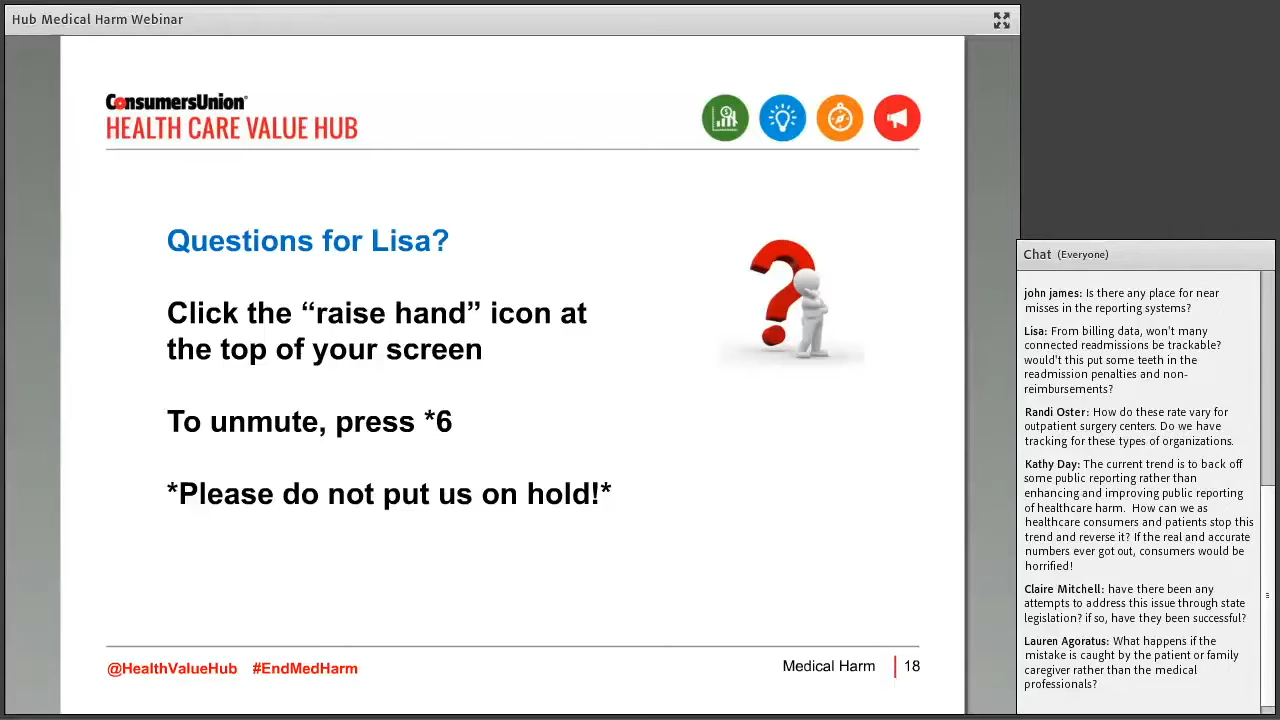 Hub Medical Harm Webinar
ConsumersUnion®
HEALTH CARE VALUE HUB
Questions for Lisa?
Click the “raise hand” icon at
the top of your screen
To unmute, press *6
*Please do not put us on hold!*
@HealthValueHub #EndMedHarm
Medical Harm | 18
Chat (Everyone)
john james: Is there any place for near
misses in the reporting systems?
Lisa: From billing data, won't many
connected readmissions be trackable?
would't this put some teeth in the
readmission penalties and non-
reimbursements?
Randi Oster: How do these rate vary for
outpatient surgery centers. Do we have
tracking for these types of organizations.
Kathy Day: The current trend is to back off
some public reporting rather than
enhancing and improving public reporting
of healthcare harm. How can we as
healthcare consumers and patients stop this
trend and reverse it? If the real and accurate
numbers ever got out, consumers would be
horrified!
Claire Mitchell: have there been any
attempts to address this issue through state
legislation? if so, have they been successful?
Lauren Agoratus: What happens if the
mistake is caught by the patient or family
caregiver rather than the medical
professionals?